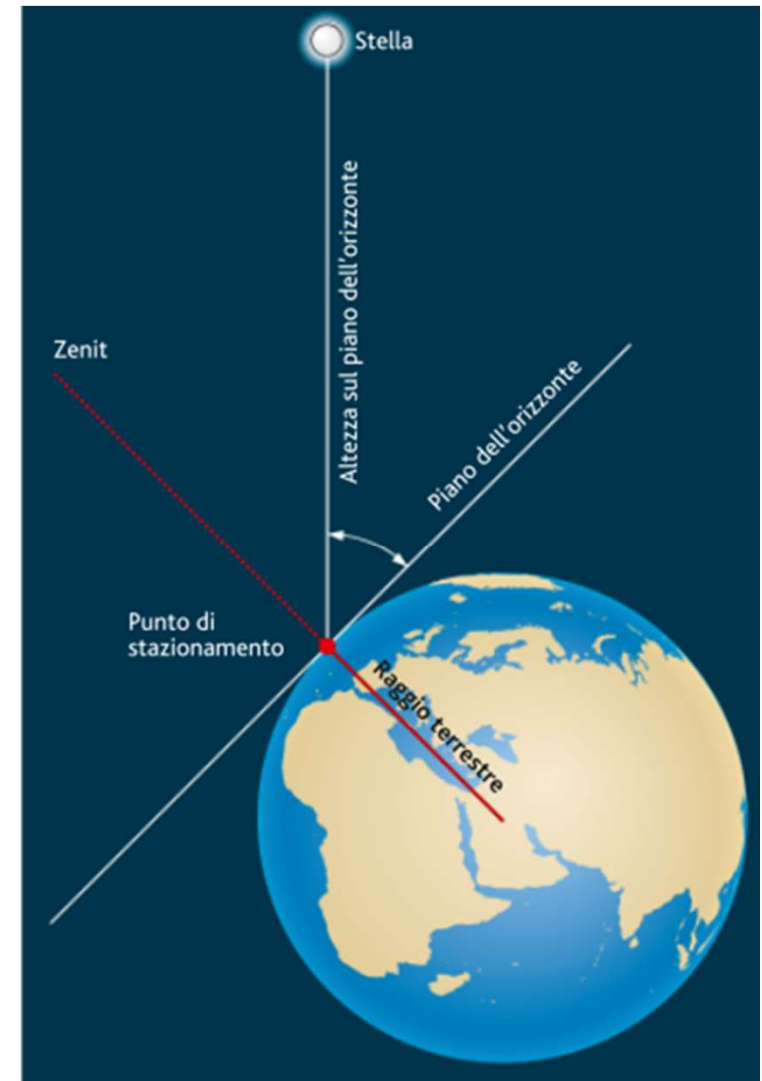 Stella
Altezza sul piano dell'orizzonte
Zenit
Piano dell'orizzonte
Punto di
stazionamento
Raggio terrestre